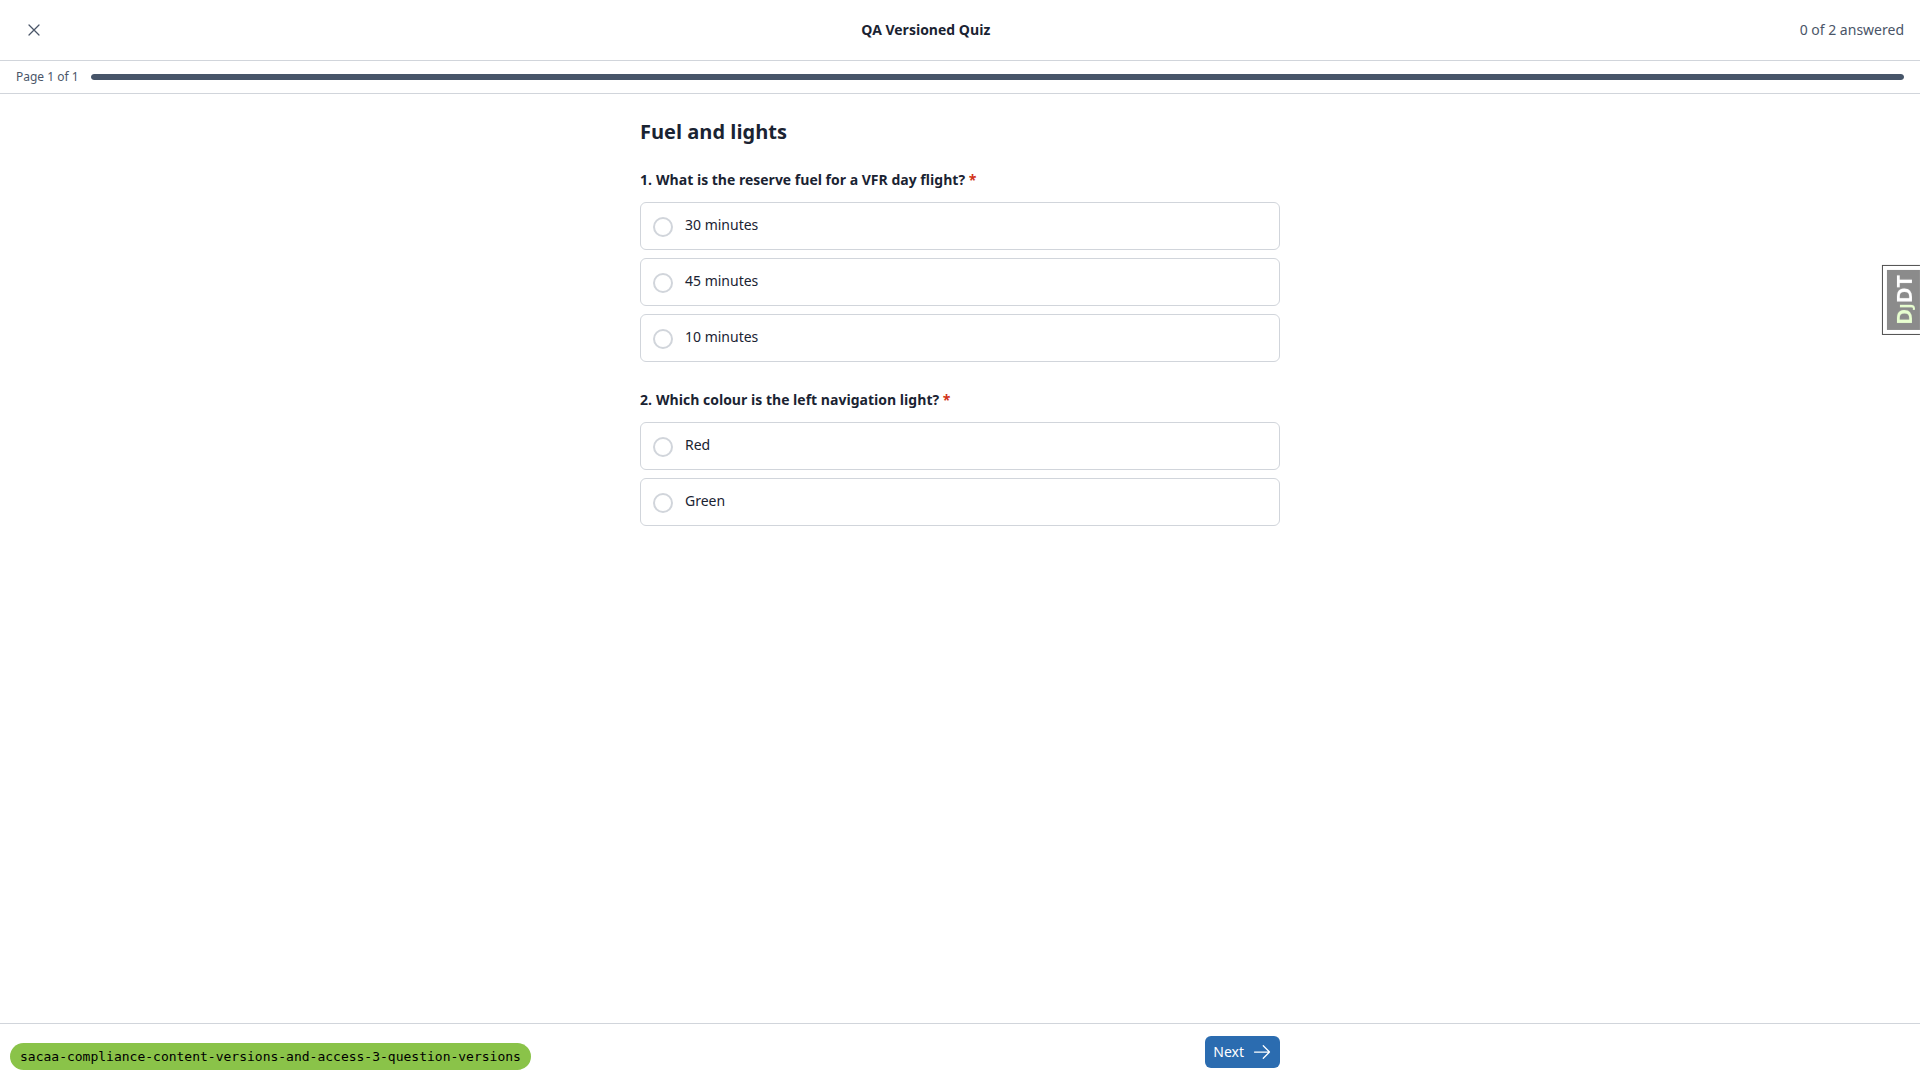 QA Versioned Quiz
0 of 2 answered
Page 1 of 1
Fuel and lights
1. What is the reserve fuel for a VFR day flight? *
30 minutes
45 minutes
10 minutes
DjDT
2. Which colour is the left navigation light? *
Red
Green
sacaa-compliance-content-versions-and-access-3-question-versions
Next